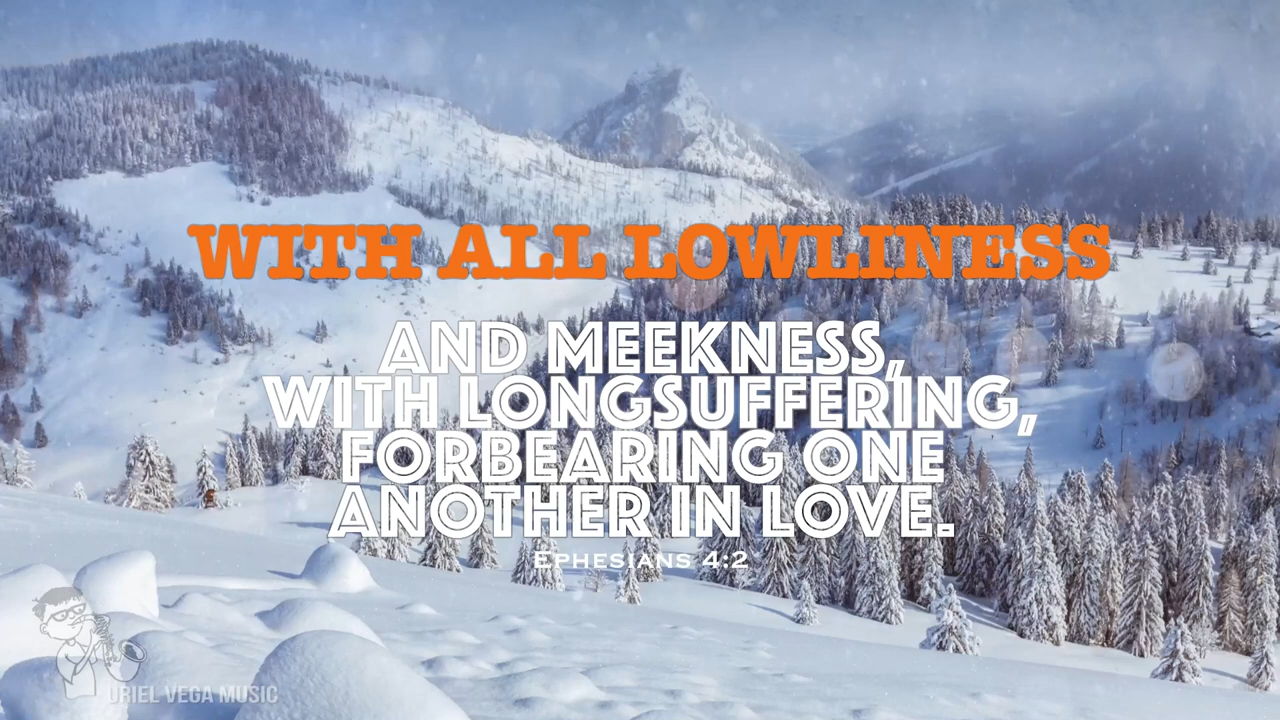 WITH ALL LOWLINESS
AND MEEKNESS,
WITH LONGSUFFERING,
FORBEARING ONE
ANOTHER IN LOVE.
EPHESIANS 4:2
URIEL VEGA MUSIC